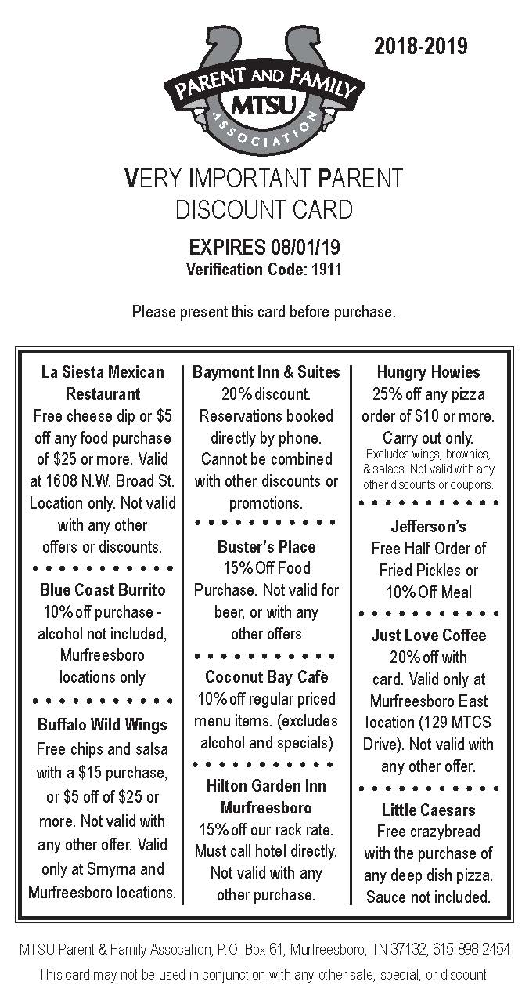 2018-2019
PARENT AND FAMILY
MTSU
ASSOCIATION
VERY IMPORTANT PARENT
DISCOUNT CARD
EXPIRES 08/01/19
Verification Code: 1911
Please present this card before purchase.
La Siesta Mexican
Restaurant
Free cheese dip or $5
off any food purchase
of $25 or more. Valid
at 1608 N.W. Broad St.
Location only. Not valid
with any other
offers or discounts.
Blue Coast Burrito
10% off purchase -
alcohol not included,
Murfreesboro
locations only
Buffalo Wild Wings
Free chips and salsa
with a $15 purchase,
or $5 off of $25 or
more. Not valid with
any other offer. Valid
only at Smyrna and
Murfreesboro locations.
Baymont Inn & Suites
20% discount.
Reservations booked
directly by phone.
Cannot be combined
with other discounts or
promotions.
Buster's Place
15% Off Food
Purchase. Not valid for
beer, or with any
other offers
Coconut Bay Café
10% off regular priced
menu items. (excludes
alcohol and specials)
Hilton Garden Inn
Murfreesboro
15% off our rack rate.
Must call hotel directly.
Not valid with any
other purchase.
Hungry Howies
25% off any pizza
order of $10 or more.
Carry out only.
Excludes wings, brownies,
& salads. Not valid with any
other discounts or coupons.
Jefferson's
Free Half Order of
Fried Pickles or
10% Off Meal
Just Love Coffee
20% off with
card. Valid only at
Murfreesboro East
location (129 MTCS
Drive). Not valid with
any other offer.
Little Caesars
Free crazybread
with the purchase of
any deep dish pizza.
Sauce not included.
MTSU Parent & Family Assocation, P.O. Box 61, Murfreesboro, TN 37132, 615-898-2454
This card may not be used in conjunction with any other sale, special, or discount.